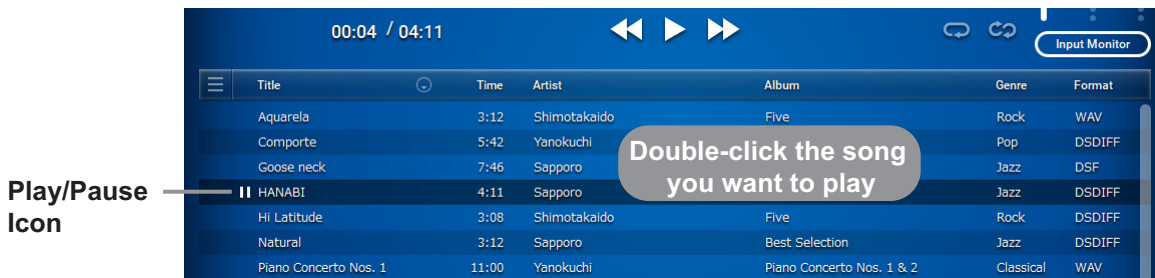 00:04 / 04:11
Input Monitor
Title Time Artist Album Genre Format
Aquarela 3:12 Shimotakaido Five Rock WAV
Comporte 5:42 Yanokuchi Pop DSDIFF
Goose neck 7:46 Sapporo Jazz DSF
HANABI 4:11 Sapporo Jazz DSDIFF
Hi Latitude 3:08 Shimotakaido Five Rock DSDIFF
Natural 3:12 Sapporo Best Selection Jazz DSDIFF
Piano Concerto Nos. 1 11:00 Yanokuchi Piano Concerto Nos. 1 & 2 Classical WAV
Double-click the song
you want to play
Play/Pause
Icon